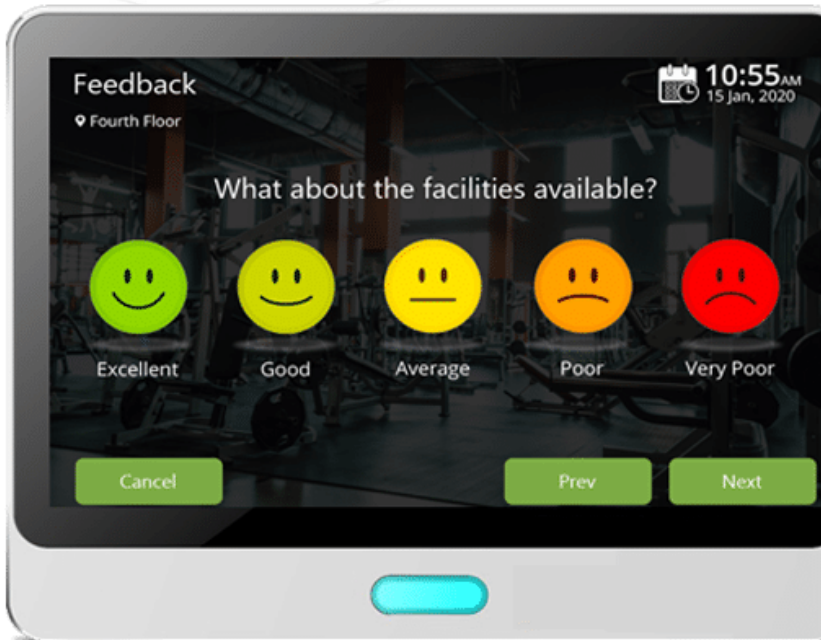 Feedback
Fourth Floor
10:55AM
15 Jan, 2020
What about the facilities available?
Excellent
Good
Average
Poor
Very Poor
Cancel
Prev
Next